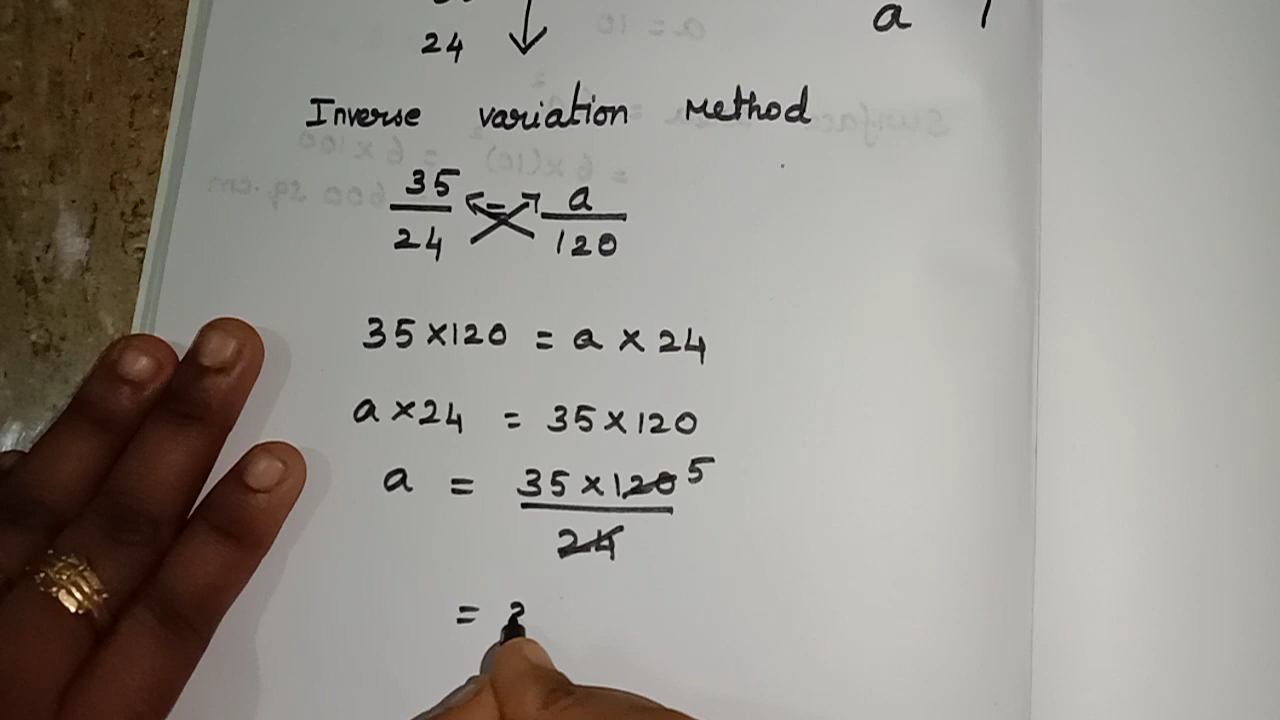 a
24
Inverse variation Method
35/24 = a/120
35 × 120 = a × 24
a × 24 = 35 × 120
a = 35 × 120 5 / 24
=